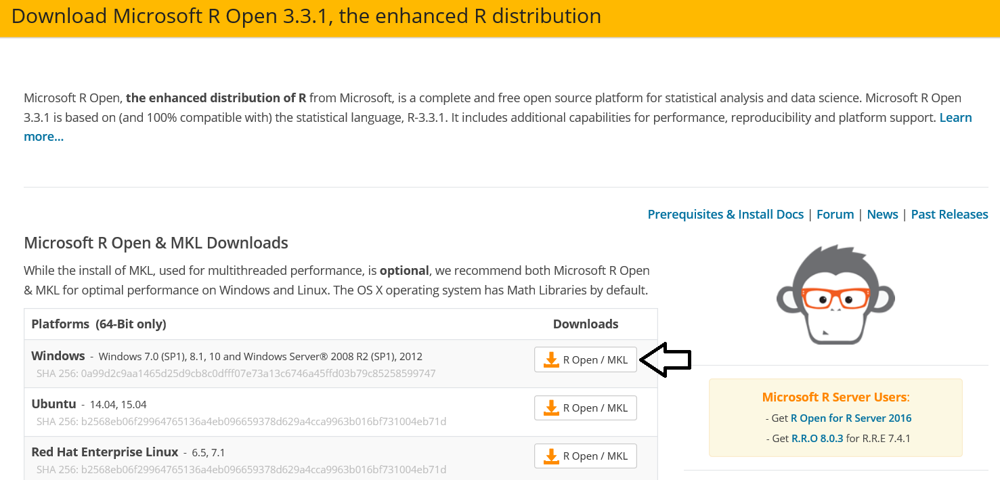 Download Microsoft R Open 3.3.1, the enhanced R distribution
Microsoft R Open, the enhanced distribution of R from Microsoft, is a complete and free open source platform for statistical analysis and data science. Microsoft R Open
3.3.1 is based on (and 100% compatible with) the statistical language, R-3.3.1. It includes additional capabilities for performance, reproducibility and platform support. Learn
more...
Prerequisites & Install Docs | Forum | News | Past Releases
Microsoft R Open & MKL Downloads
While the install of MKL, used for multithreaded performance, is optional, we recommend both Microsoft R Open
& MKL for optimal performance on Windows and Linux. The OS X operating system has Math Libraries by default.
Platforms (64-Bit only) Downloads
Windows - Windows 7.0 (SP1), 8.1, 10 and Windows Server® 2008 R2 (SP1), 2012
R Open / MKL
SHA 256: 0a99d2c9aa1465d25d9cb8c0dfff07e73a13c6746a45ffd03b79c85258599747
Ubuntu - 14.04, 15.04
R Open / MKL
SHA 256: b2568eb06f29964765136a4eb096659378d629a4cca9963b016bf731004eb71d
Red Hat Enterprise Linux - 6.5, 7.1
R Open / MKL
SHA 256: b2568eb06f29964765136a4eb096659378d629a4cca9963b016bf731004eb71d
Microsoft R Server Users:
- Get R Open for R Server 2016
- Get R.R.O 8.0.3 for R.R.E 7.4.1